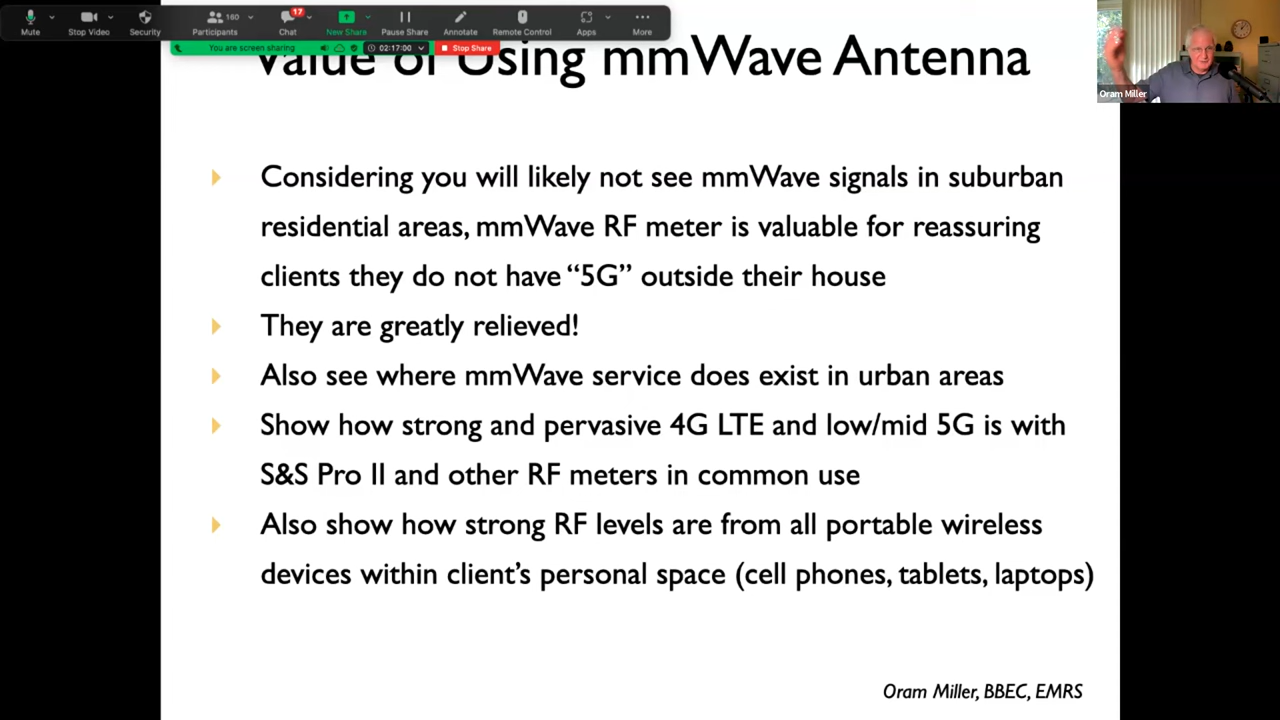 160
17
Mute
Stop Video
Security
Participants
Chat
New Share
Pause Share
Annotate
Remote Control
Apps
More
You are screen sharing
02:17:00
Stop Share
Oram Miller
Value of Using mmWave Antenna
Considering you will likely not see mmWave signals in suburban
residential areas, mmWave RF meter is valuable for reassuring
clients they do not have “5G” outside their house
They are greatly relieved!
Also see where mmWave service does exist in urban areas
Show how strong and pervasive 4G LTE and low/mid 5G is with
S&S Pro II and other RF meters in common use
Also show how strong RF levels are from all portable wireless
devices within client’s personal space (cell phones, tablets, laptops)
Oram Miller, BBEC, EMRS